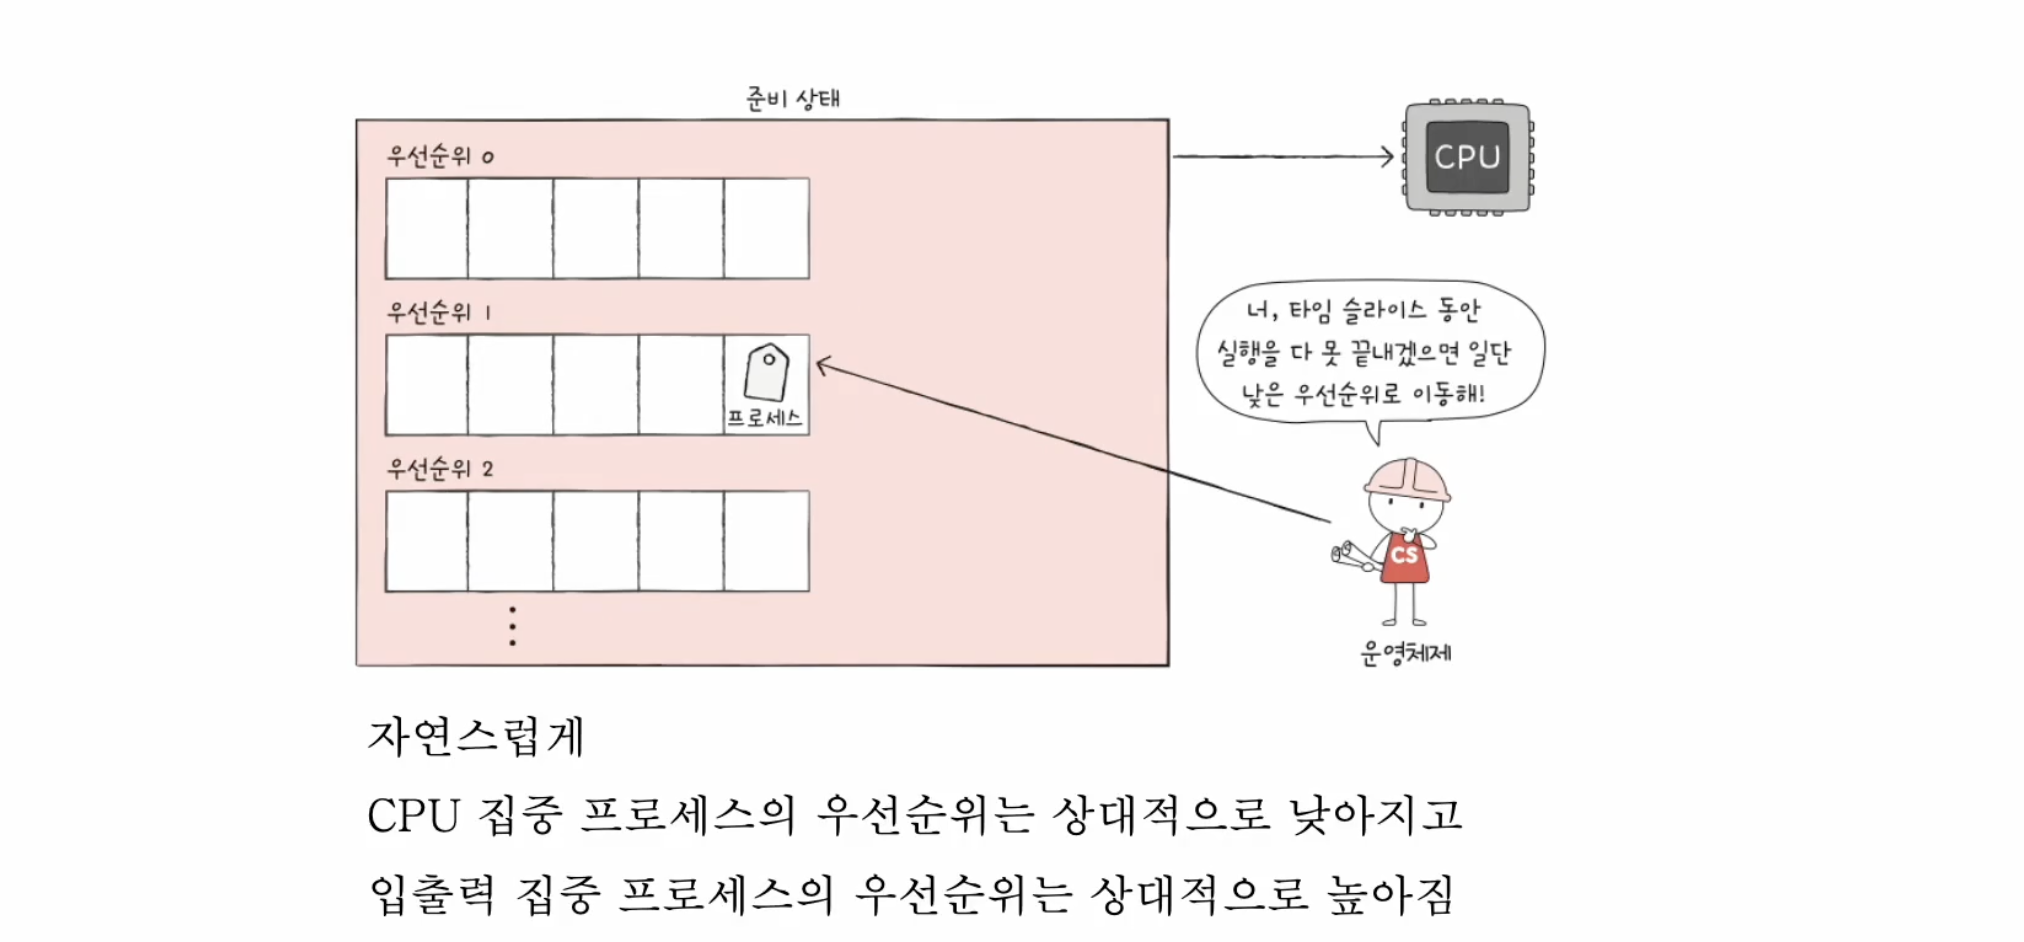 준비 상태
우선순위 0
CPU
우선순위 1
너, 타임 슬라이스 동안
실행을 다 못 끝내겠으면 일단
낮은 우선순위로 이동해!
프로세스
우선순위 2
CS
운영체제
자연스럽게
CPU 집중 프로세스의 우선순위는 상대적으로 낮아지고
입출력 집중 프로세스의 우선순위는 상대적으로 높아짐